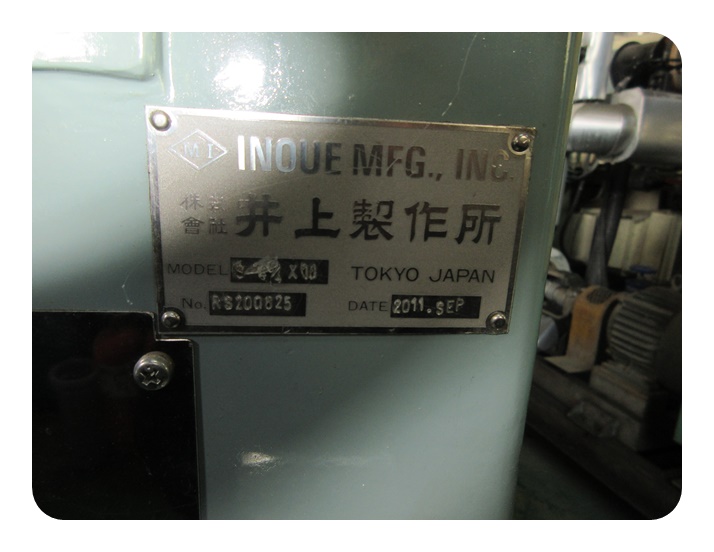 MI INOUE MFG., INC.
株式會社 井上製作所
MODEL TOKYO JAPAN
No. RS200825 DATE 2011.SEP